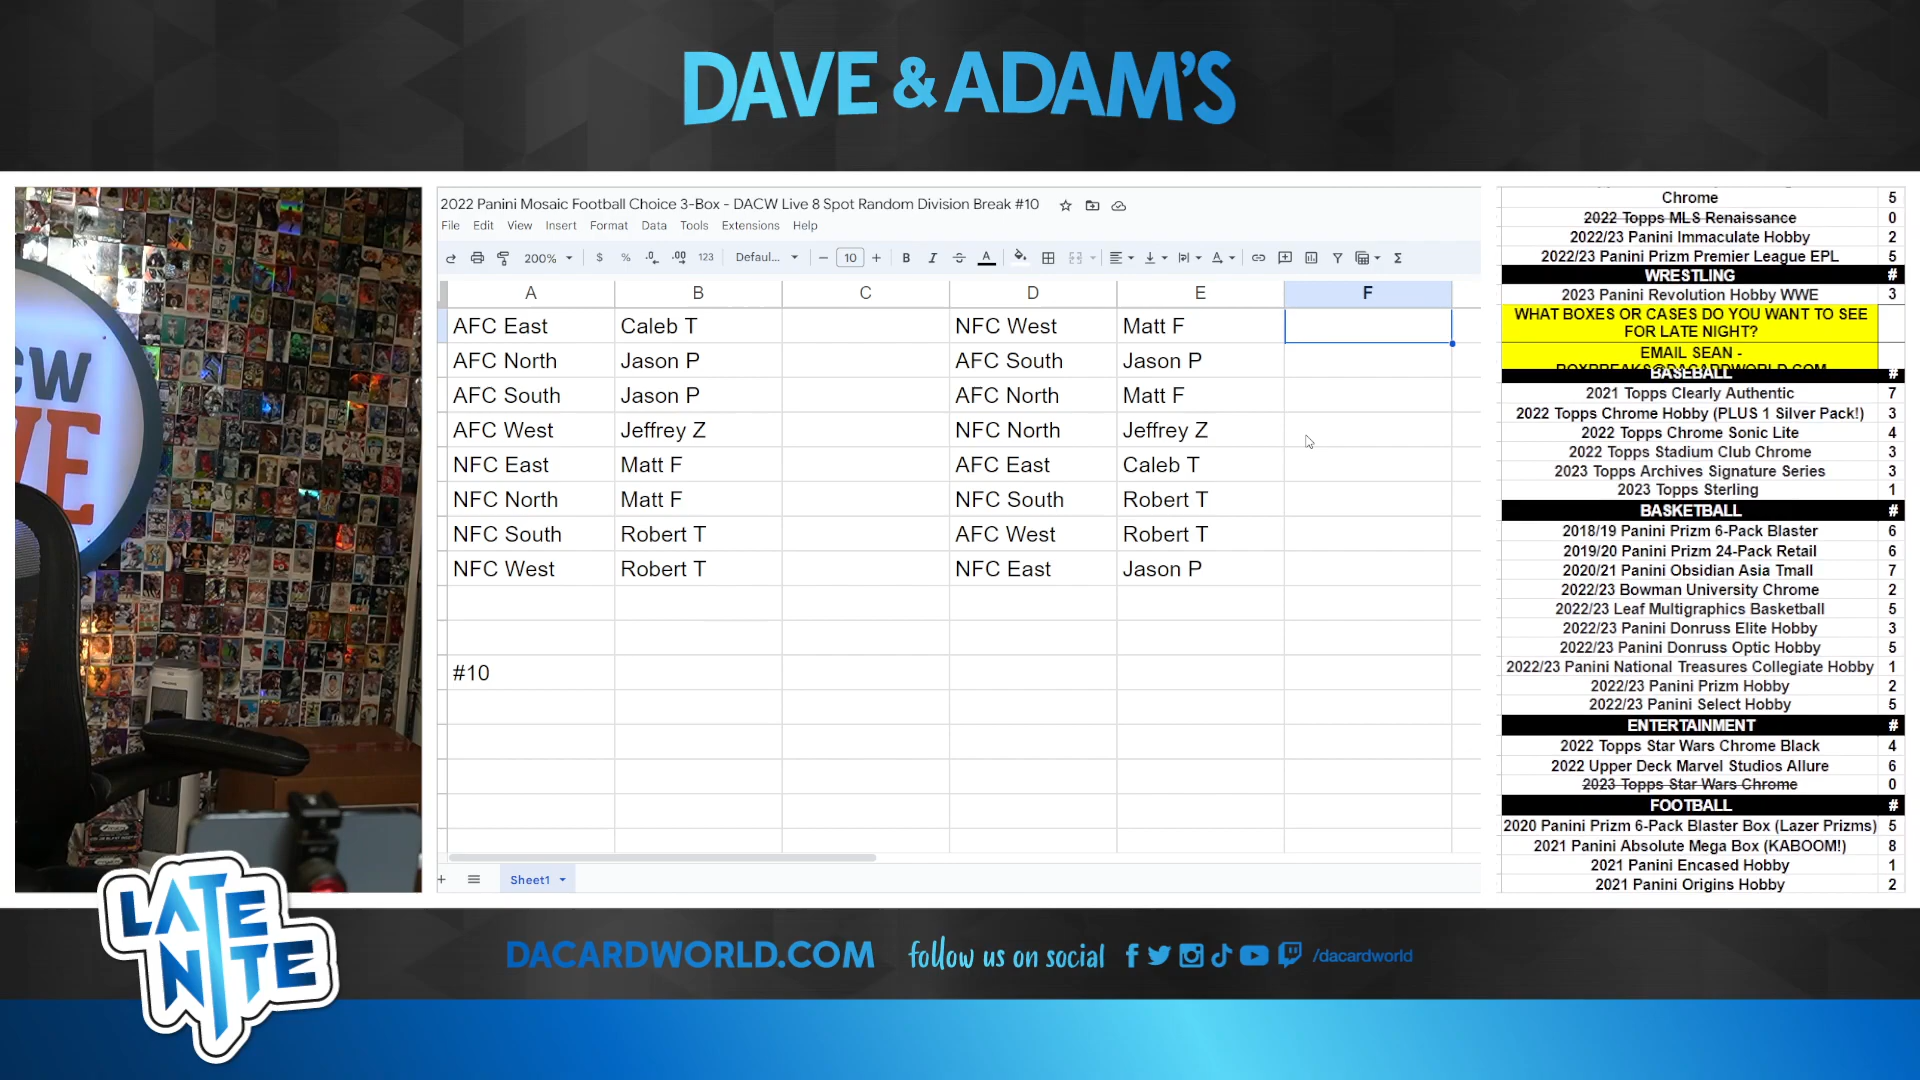 DAVE & ADAM'S
CW
VE
2022 Panini Mosaic Football Choice 3-Box - DACW Live 8 Spot Random Division Break #10
File Edit View Insert Format Data Tools Extensions Help
200% $ % .0 .00 123 Defaul... − 10 + B I S A Σ
A B C D E F
AFC East Caleb T NFC West Matt F
AFC North Jason P AFC South Jason P
AFC South Jason P AFC North Matt F
AFC West Jeffrey Z NFC North Jeffrey Z
NFC East Matt F AFC East Caleb T
NFC North Matt F NFC South Robert T
NFC South Robert T AFC West Robert T
NFC West Robert T NFC East Jason P
#10
+ Sheet1
Chrome 5
2022 Topps MLS Renaissance 0
2022/23 Panini Immaculate Hobby 2
2022/23 Panini Prizm Premier League EPL 5
WRESTLING #
2023 Panini Revolution Hobby WWE 3
WHAT BOXES OR CASES DO YOU WANT TO SEE
FOR LATE NIGHT?
EMAIL SEAN -
BOXBREAKS@DACARDWORLD.COM
BASEBALL #
2021 Topps Clearly Authentic 7
2022 Topps Chrome Hobby (PLUS 1 Silver Pack!) 3
2022 Topps Chrome Sonic Lite 4
2022 Topps Stadium Club Chrome 3
2023 Topps Archives Signature Series 3
2023 Topps Sterling 1
BASKETBALL #
2018/19 Panini Prizm 6-Pack Blaster 6
2019/20 Panini Prizm 24-Pack Retail 6
2020/21 Panini Obsidian Asia Tmall 7
2022/23 Bowman University Chrome 2
2022/23 Leaf Multigraphics Basketball 5
2022/23 Panini Donruss Elite Hobby 3
2022/23 Panini Donruss Optic Hobby 5
2022/23 Panini National Treasures Collegiate Hobby 1
2022/23 Panini Prizm Hobby 2
2022/23 Panini Select Hobby 5
ENTERTAINMENT #
2022 Topps Star Wars Chrome Black 4
2022 Upper Deck Marvel Studios Allure 6
2023 Topps Star Wars Chrome 0
FOOTBALL #
2020 Panini Prizm 6-Pack Blaster Box (Lazer Prizms) 5
2021 Panini Absolute Mega Box (KABOOM!) 8
2021 Panini Encased Hobby 1
2021 Panini Origins Hobby 2
LATE
NITE
DACARDWORLD.COM follow us on social /dacardworld